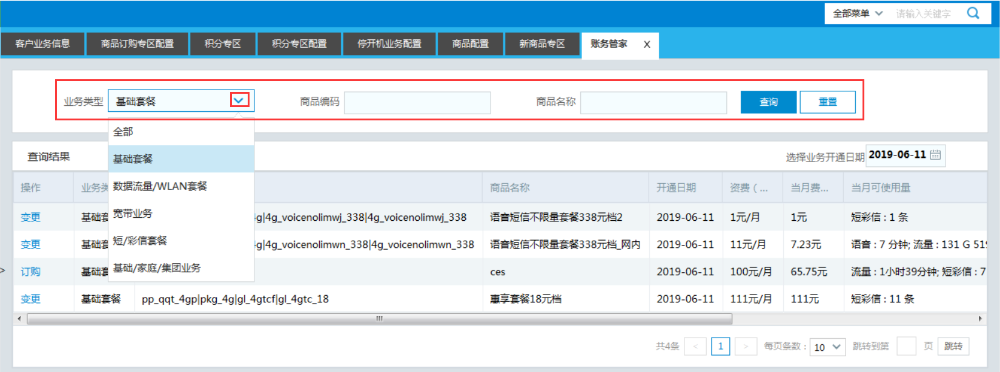 全部菜单 请输入关键字
客户业务信息 商品订购专区配置 积分专区 积分专区配置 停开机业务配置 商品配置 新商品专区 账务管家 X
业务类型 基础套餐 商品编码 商品名称 查询 重置
全部
基础套餐
数据流量/WLAN套餐
宽带业务
短/彩信套餐
基础/家庭/集团业务
查询结果 选择业务开通日期 2019-06-11
操作 业务类 商品名称 开通日期 资费 ( ... 当月费... 当月可使用量
变更 基础套 4g|4g_voicenolimwj_338|4g_voicenolimwj_338 语音短信不限量套餐338元档2 2019-06-11 1元/月 1元 短彩信 : 1 条
变更 基础套 4g|4g_voicenolimwn_338|4g_voicenolimwn_338 语音短信不限量套餐338元档_网内 2019-06-11 11元/月 7.23元 语音 : 7 分钟; 流量 : 131 G 519
订购 基础套 ces 2019-06-11 100元/月 65.75元 流量 : 1小时39分钟; 短彩信 : 7
变更 基础套餐 pp_qqt_4gp|pkg_4g|gl_4gtcf|gl_4gtc_18 惠享套餐18元档 2019-06-11 111元/月 111元 短彩信 : 11 条
共4条 < 1 > 每页条数 : 10 跳转到第 页 跳转